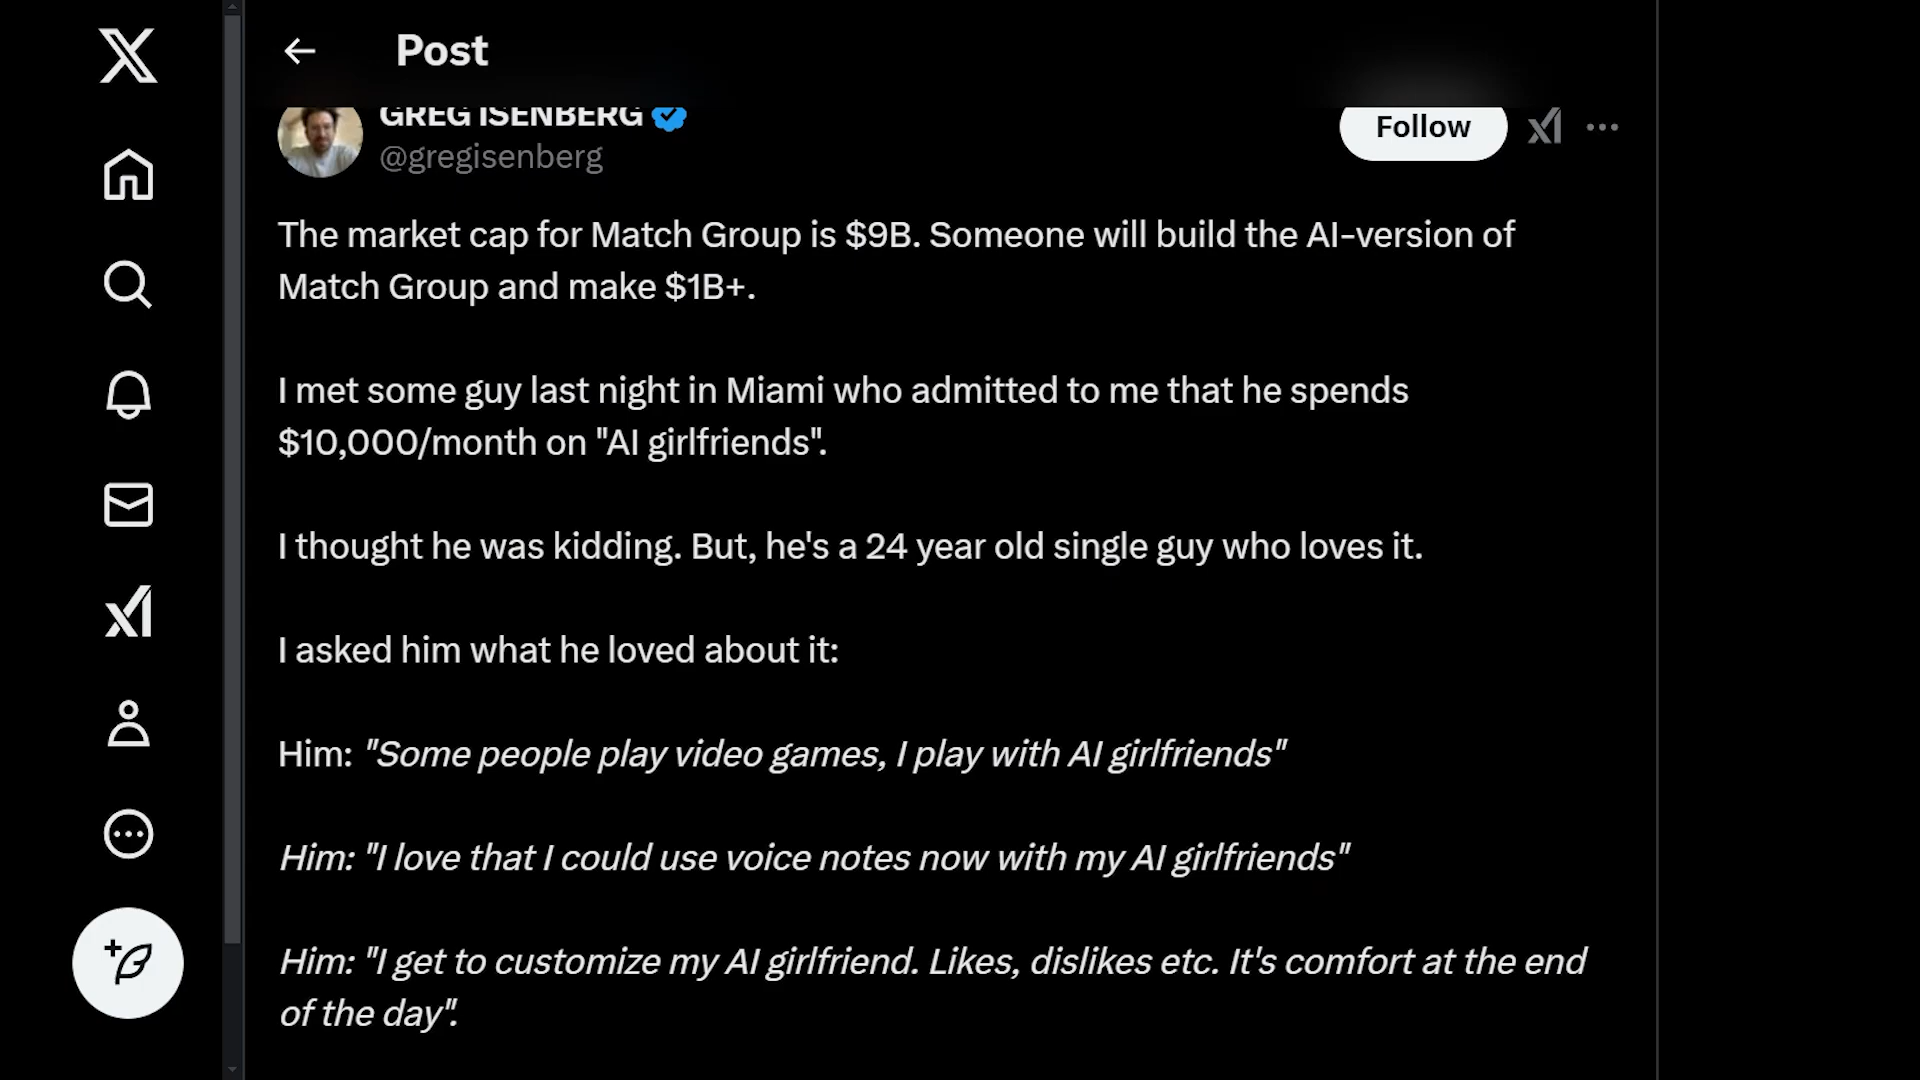 Post
GREG ISENBERG
@gregisenberg
Follow
The market cap for Match Group is $9B. Someone will build the AI-version of
Match Group and make $1B+.
I met some guy last night in Miami who admitted to me that he spends
$10,000/month on "AI girlfriends".
I thought he was kidding. But, he's a 24 year old single guy who loves it.
I asked him what he loved about it:
Him: "Some people play video games, I play with AI girlfriends"
Him: "I love that I could use voice notes now with my AI girlfriends"
Him: "I get to customize my AI girlfriend. Likes, dislikes etc. It's comfort at the end
of the day".